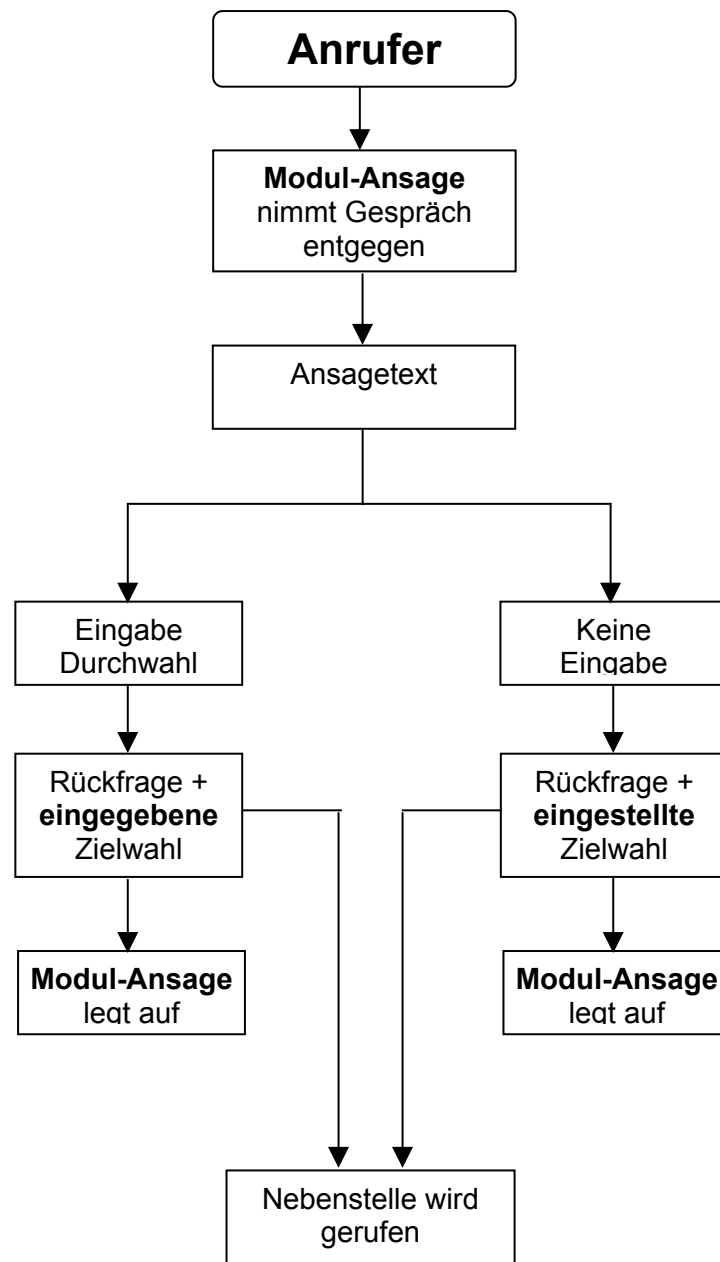 Anrufer
Modul-Ansage
nimmt Gespräch
entgegen
Ansagetext
Eingabe
Durchwahl
Keine
Eingabe
Rückfrage +
eingegebene
Zielwahl
Rückfrage +
eingestellte
Zielwahl
Modul-Ansage
legt auf
Modul-Ansage
legt auf
Nebenstelle wird
gerufen